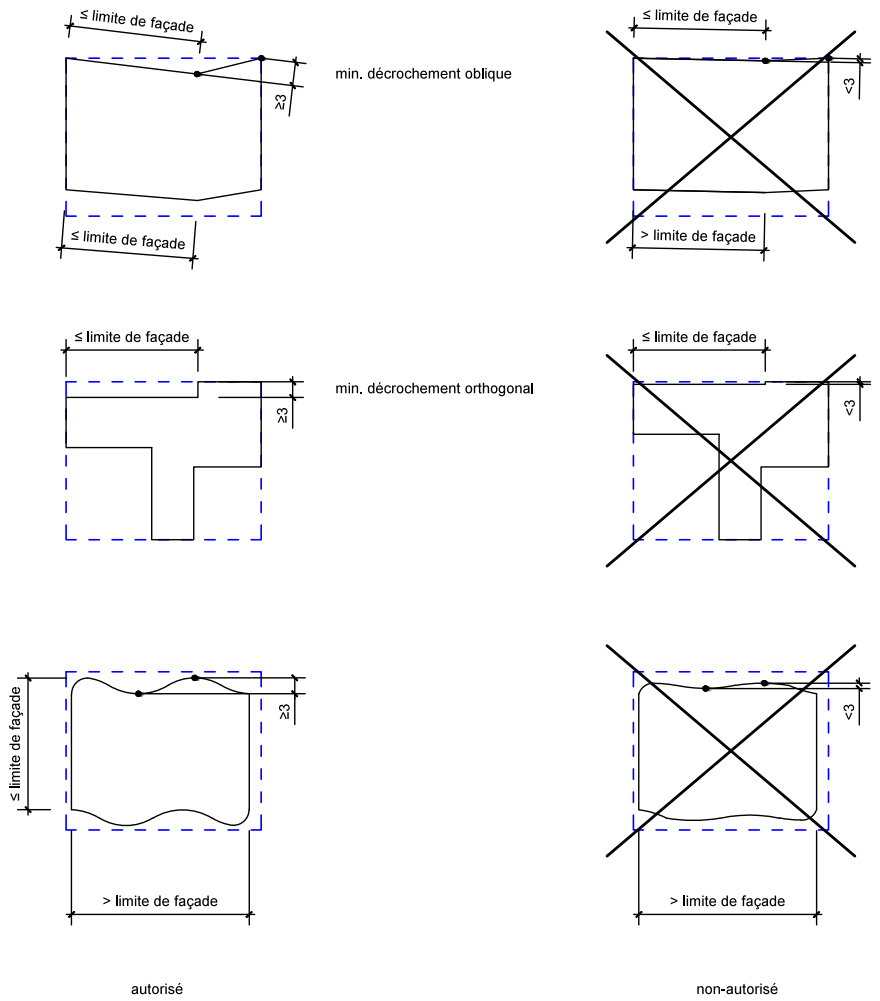 ≤ limite de façade
≤ limite de façade
≥3
min. décrochement oblique
<3
≤ limite de façade
> limite de façade
≤ limite de façade
≤ limite de façade
≥3
min. décrochement orthogonal
<3
≤ limite de façade
≥3
<3
> limite de façade
> limite de façade
autorisé
non-autorisé